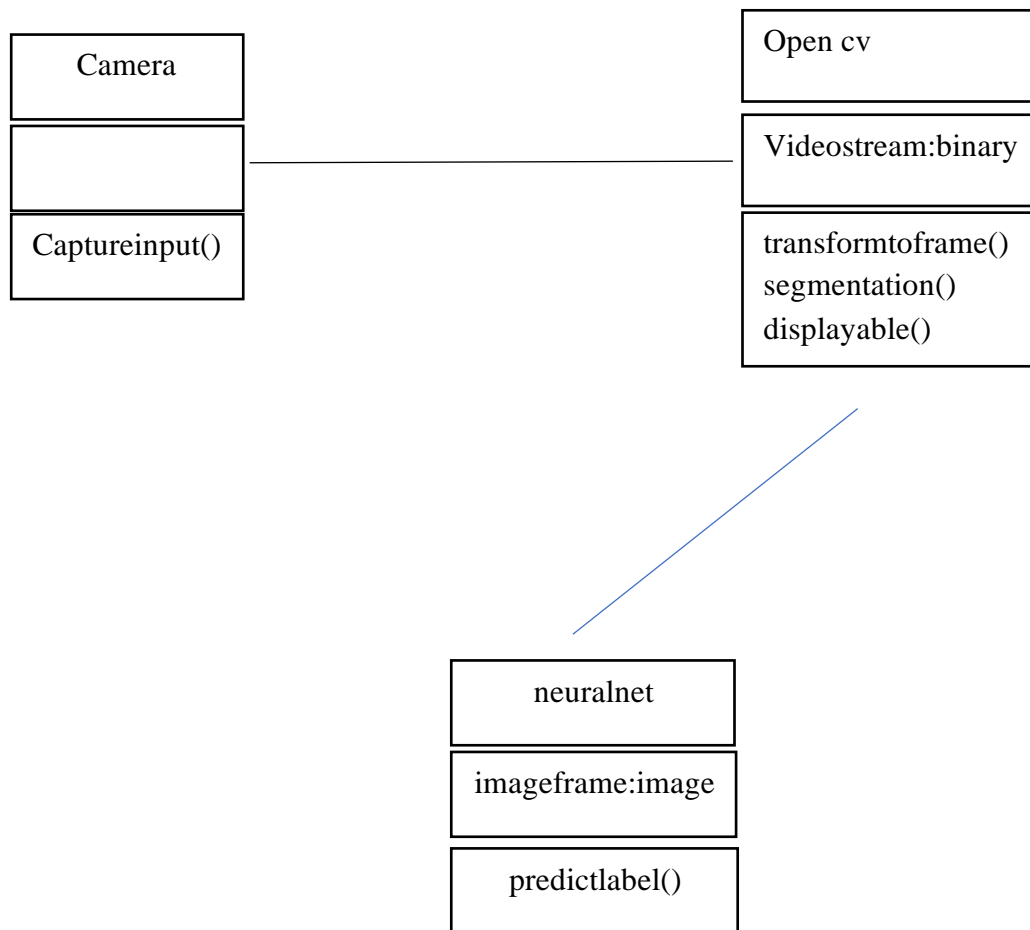 Camera
Captureinput()
Open cv
Videostream:binary
transformtoframe()
segmentation()
displayable()
neuralnet
imageframe:image
predictlabel()